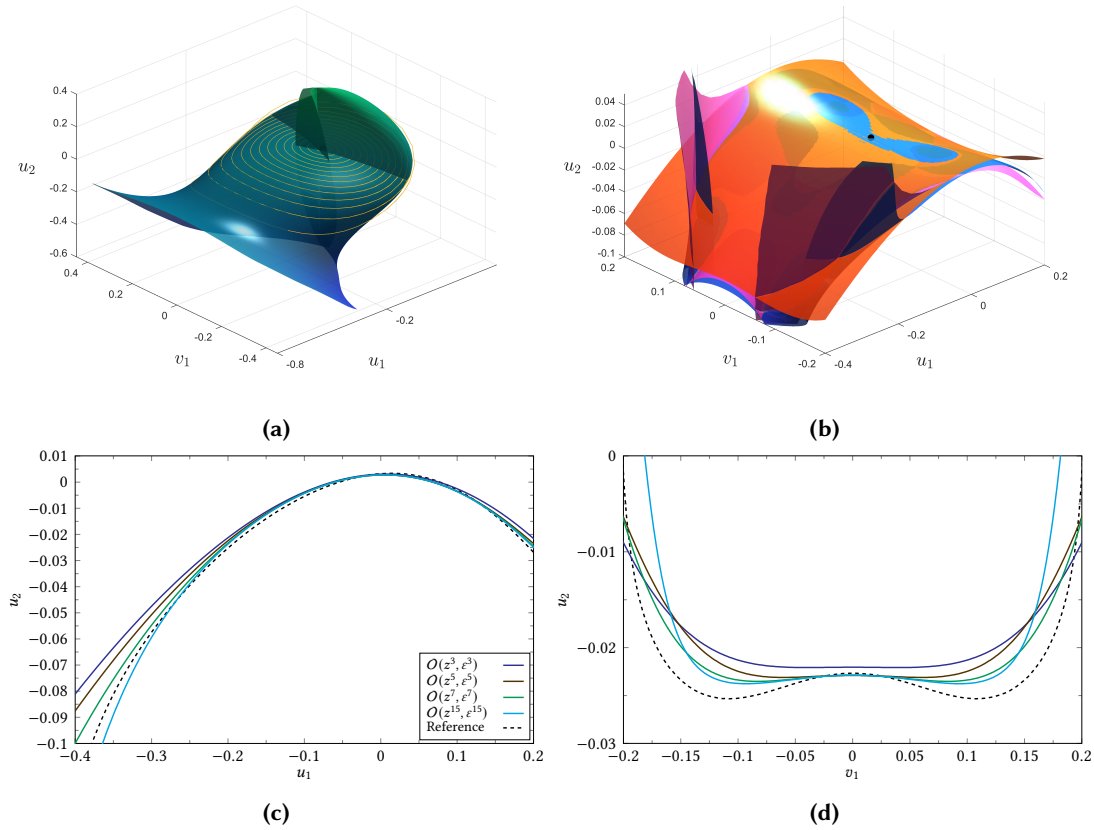 0.4
0.2
0
-0.2
-0.4
-0.6
u₂
0.4
0.2
0
-0.2
-0.4
v₁
-0.8
-0.2
u₁
(a)
0.04
0.02
0
-0.02
-0.04
-0.06
-0.08
-0.1
u₂
0.2
0.1
0
-0.1
-0.2
v₁
-0.4
-0.2
0
0.2
u₁
(b)
0.01
0
−0.01
−0.02
−0.03
−0.04
−0.05
−0.06
−0.07
−0.08
−0.09
−0.1
u₂
−0.4 −0.3 −0.2 −0.1 0 0.1 0.2
u₁
𝒪(z³, ε³)
𝒪(z⁵, ε⁵)
𝒪(z⁷, ε⁷)
𝒪(z¹⁵, ε¹⁵)
Reference
(c)
0
−0.01
−0.02
−0.03
u₂
−0.2 −0.15 −0.1 −0.05 0 0.05 0.1 0.15 0.2
v₁
(d)